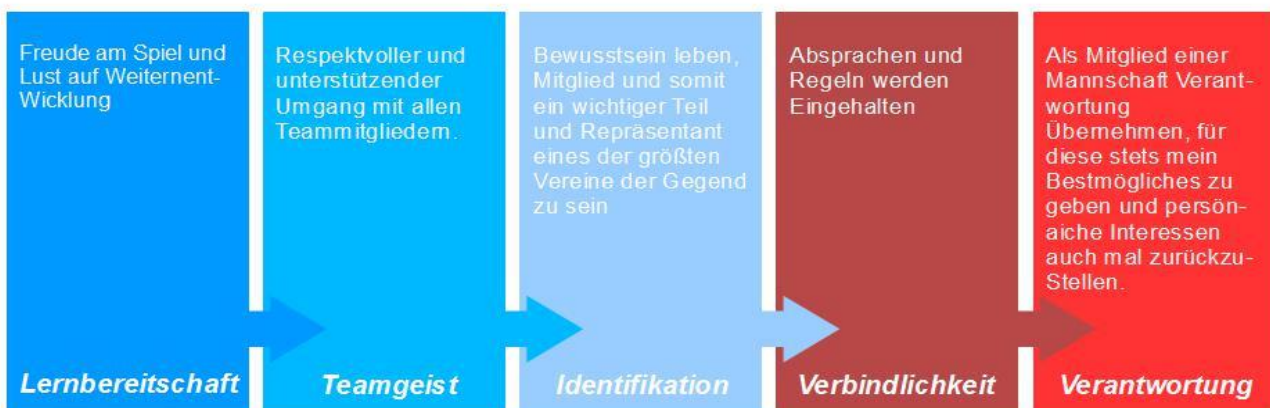 Freude am Spiel und
Lust auf Weiternent-
Wicklung
Lernbereitschaft
Respektvoller und
unterstützender
Umgang mit allen
Teammitgliedern.
Teamgeist
Bewusstsein leben,
Mitglied und somit
ein wichtiger Teil
und Repräsentant
eines der größten
Vereine der Gegend
zu sein
Identifikation
Absprachen und
Regeln werden
Eingehalten
Verbindlichkeit
Als Mitglied einer
Mannschaft Verant-
wortung
Übernehmen, für
diese stets mein
Bestmögliches zu
geben und persön-
aiche Interessen
auch mal zurückzu-
Stellen.
Verantwortung